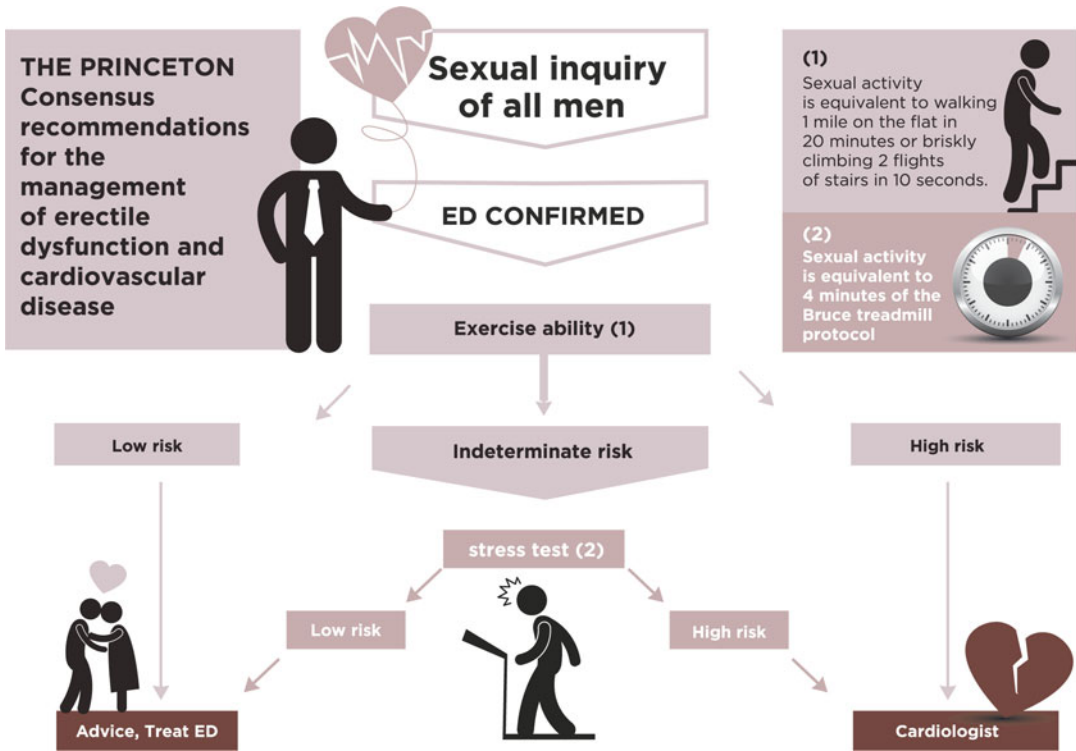 THE PRINCETON
Consensus
recommendations
for the
management
of erectile
dysfunction and
cardiovascular
disease
Sexual inquiry
of all men
ED CONFIRMED
(1)
Sexual activity
is equivalent to walking
1 mile on the flat in
20 minutes or briskly
climbing 2 flights
of stairs in 10 seconds.
(2)
Sexual activity
is equivalent to
4 minutes of the
Bruce treadmill
protocol
Exercise ability (1)
Low risk
Indeterminate risk
High risk
stress test (2)
Low risk
High risk
Advice, Treat ED
Cardiologist